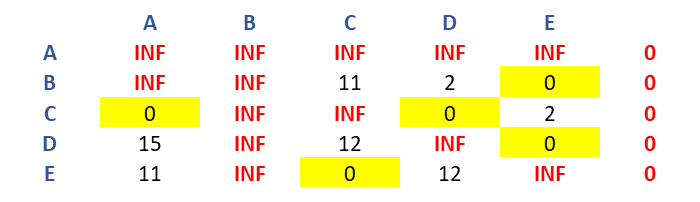 A B C D E
A INF INF INF INF INF 0
B INF INF 11 2 0 0
C 0 INF INF 0 2 0
D 15 INF 12 INF 0 0
E 11 INF 0 12 INF 0